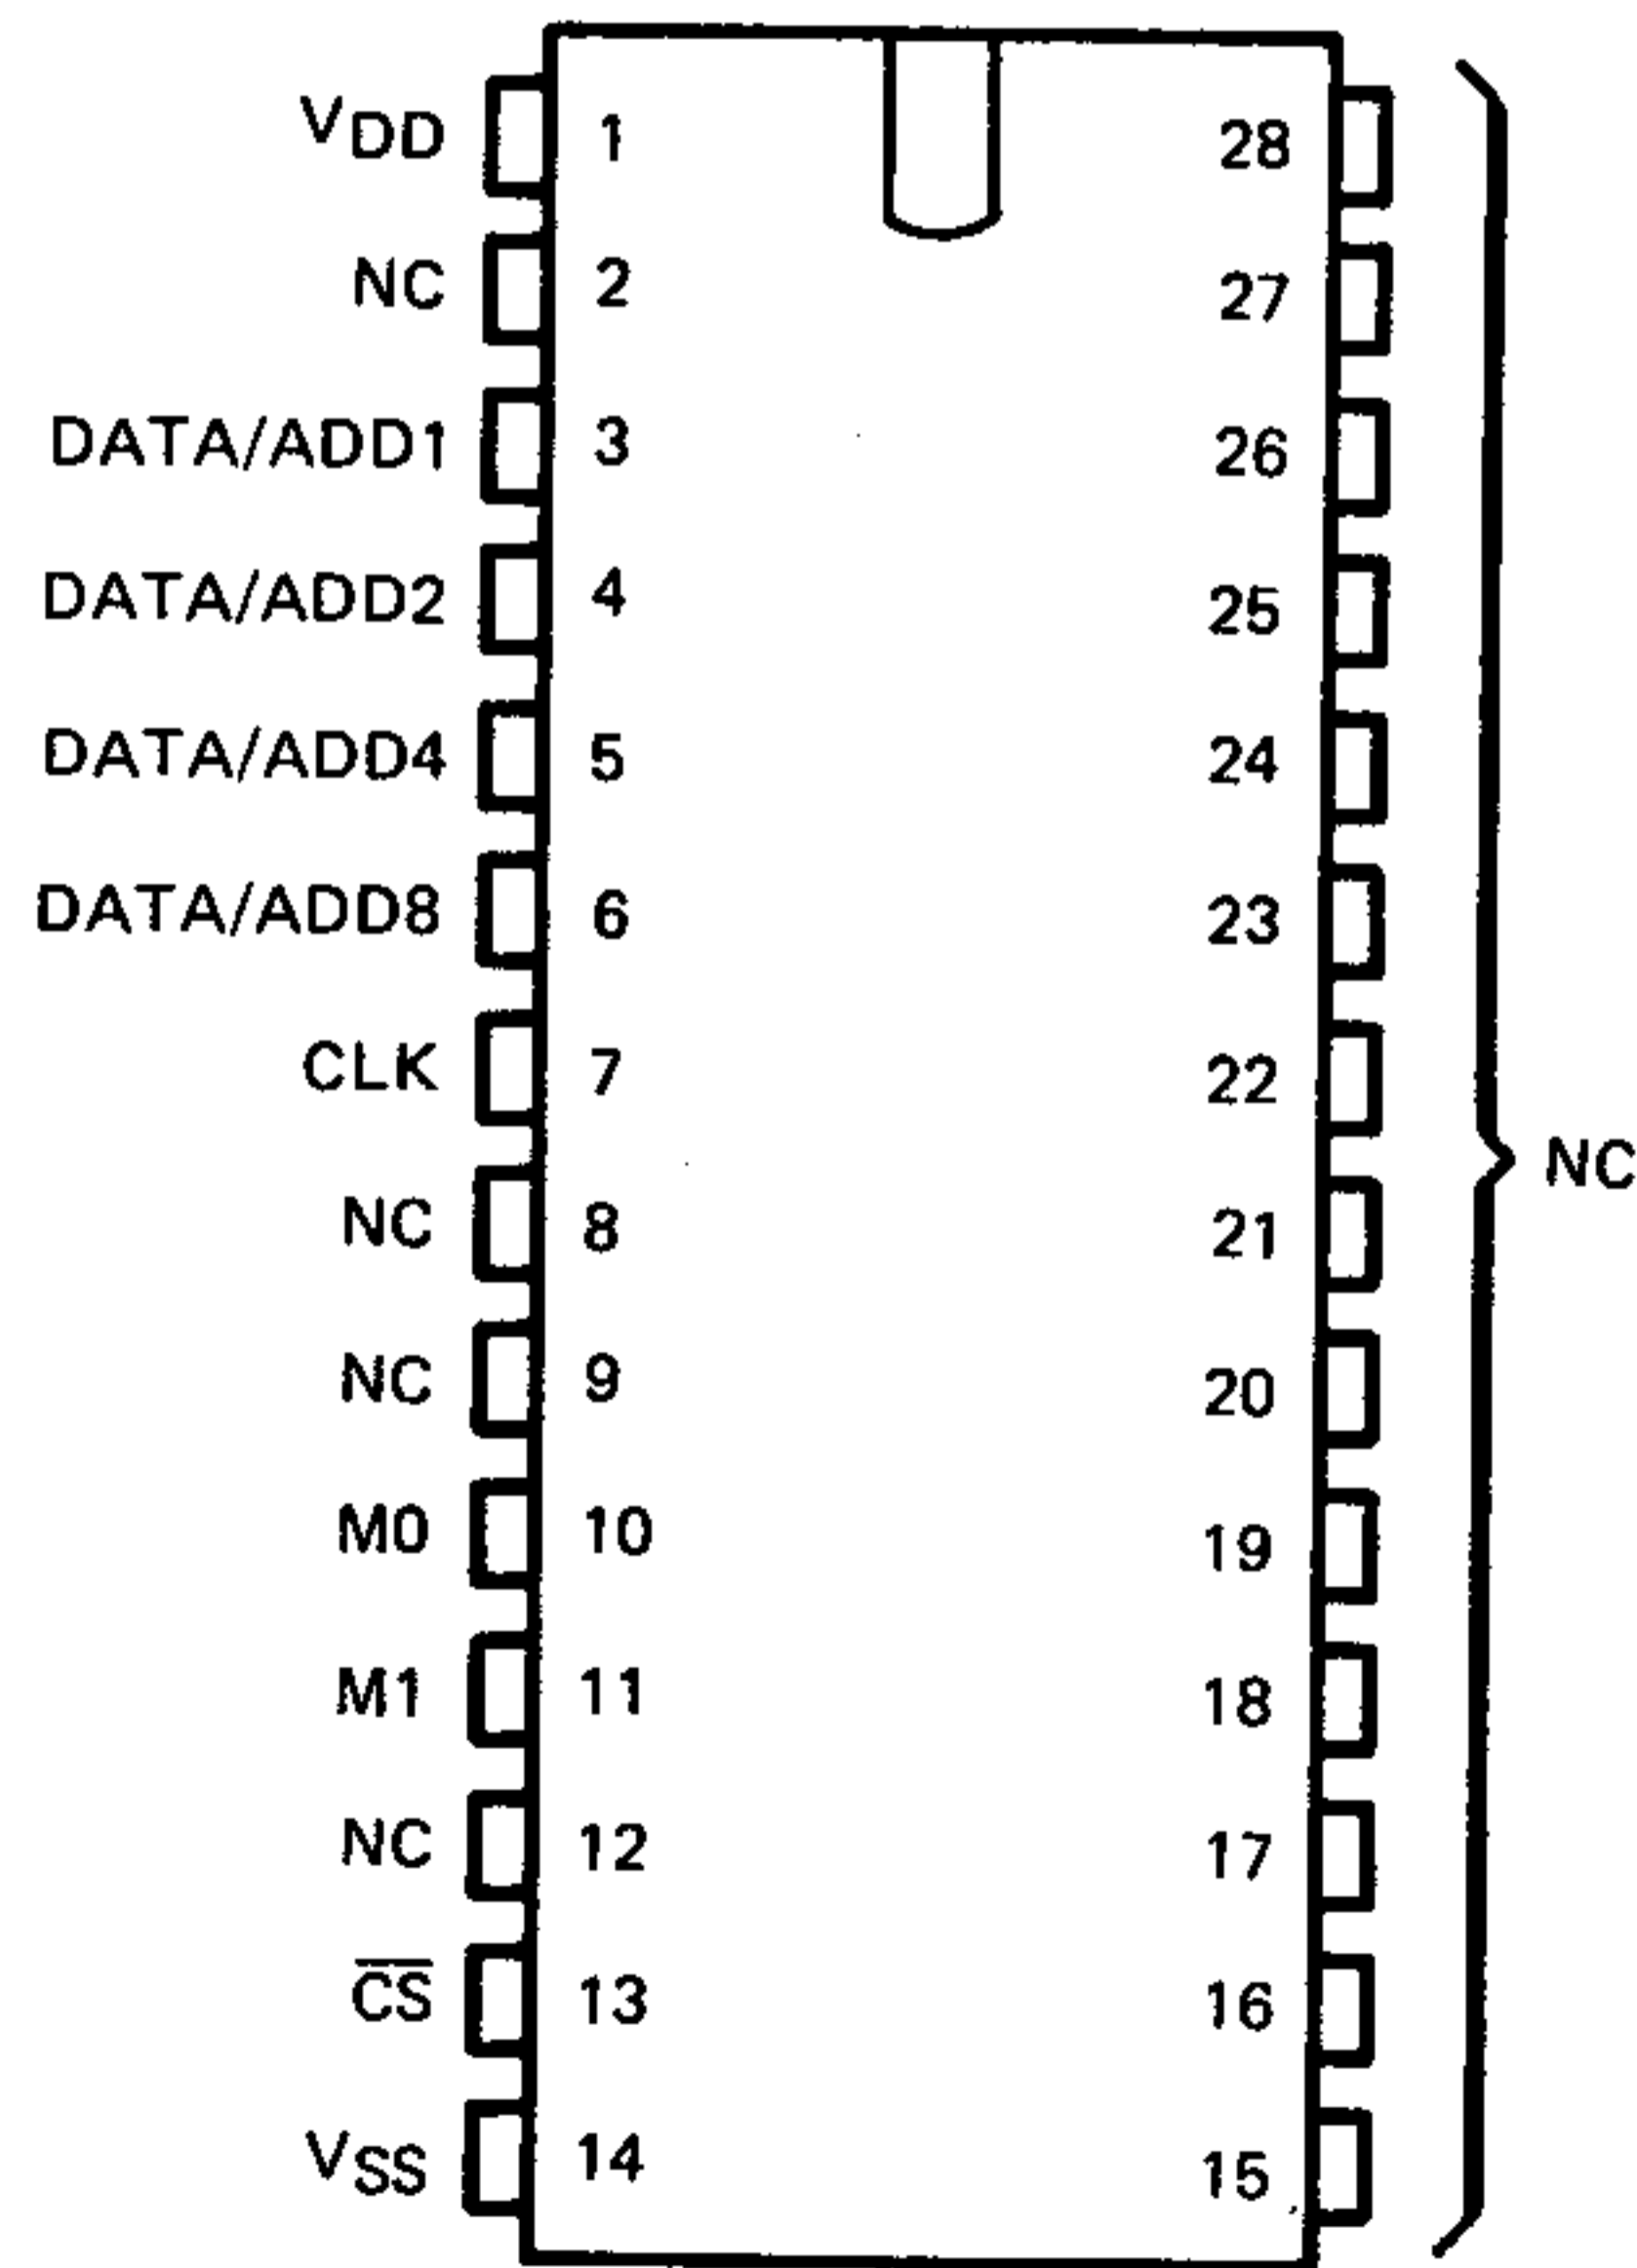 VDD 1 28
NC 2 27
DATA/ADD1 3 26
DATA/ADD2 4 25
DATA/ADD4 5 24
DATA/ADD8 6 23
CLK 7 22
NC
NC 8 21
NC 9 20
M0 10 19
M1 11 18
NC 12 17
C̅S̅ 13 16
VSS 14 15